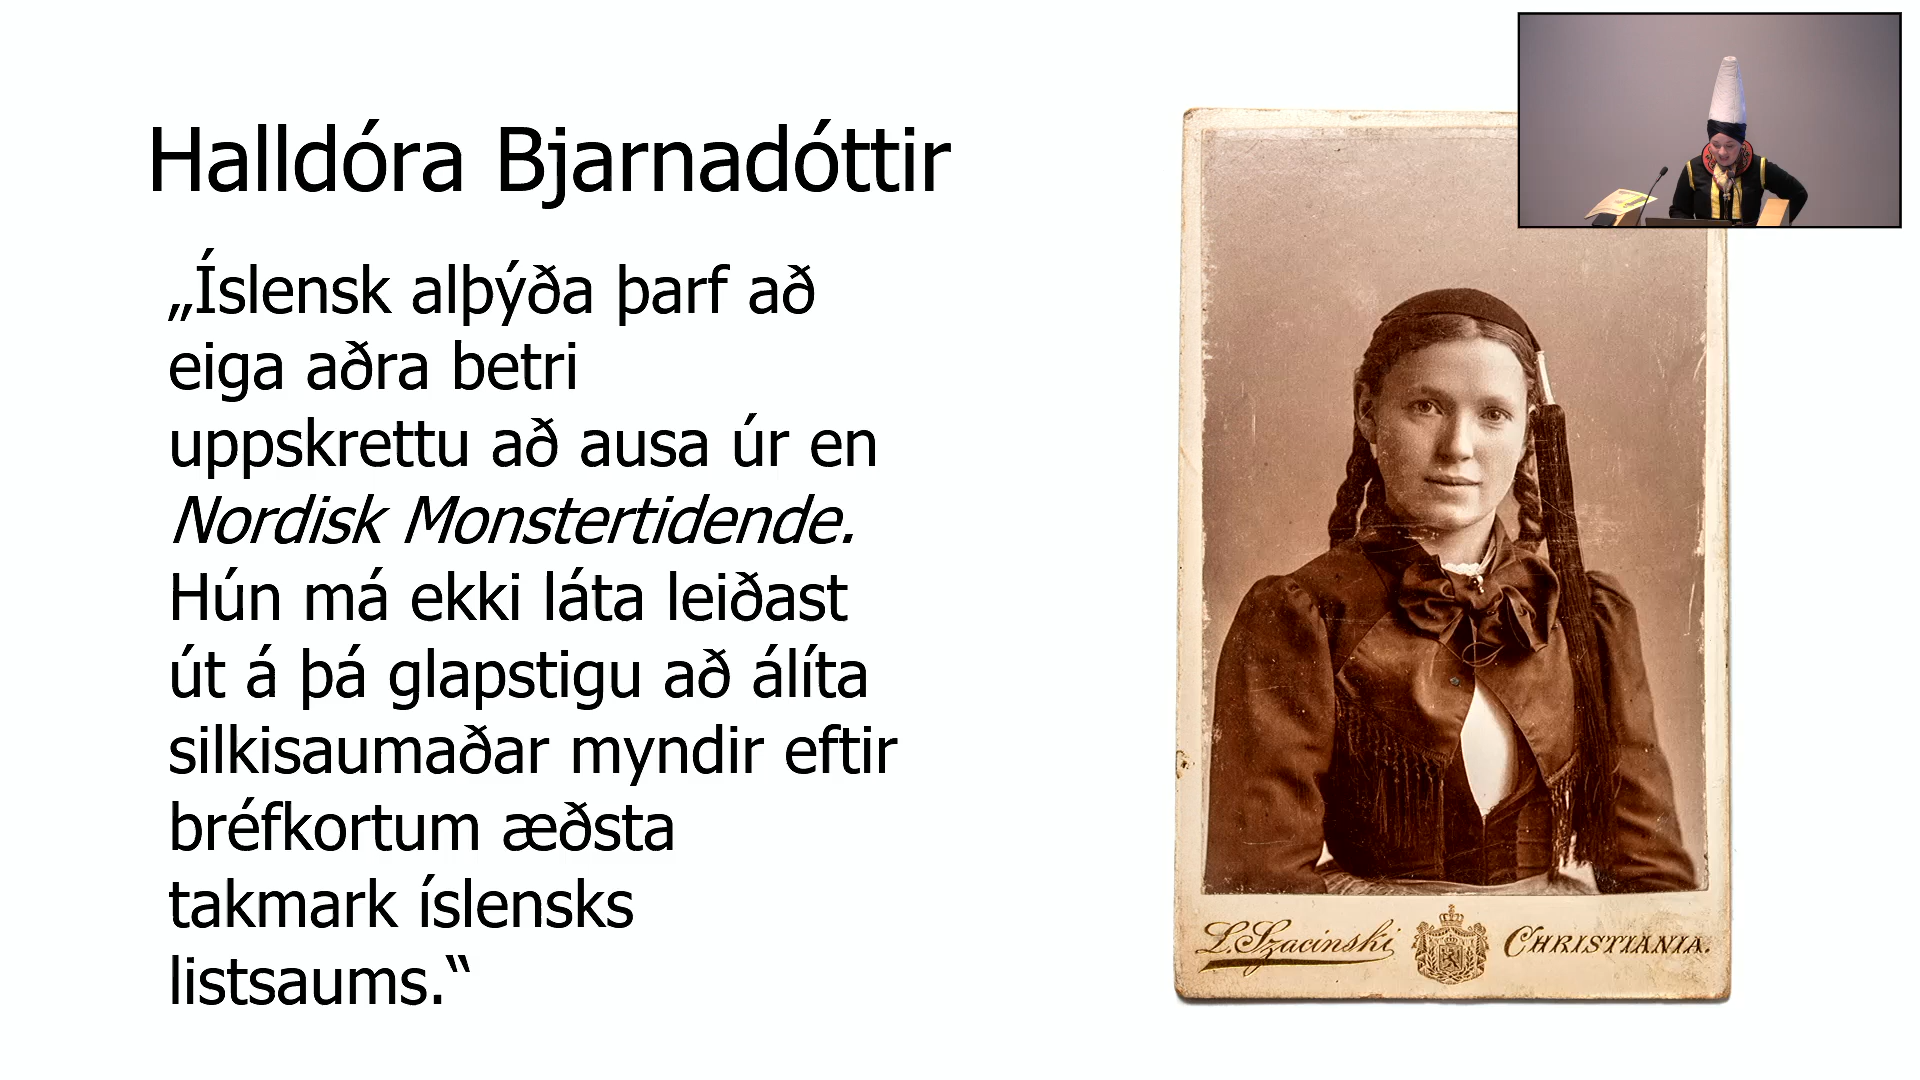 Halldóra Bjarnadóttir
„Íslensk alþýða þarf að
eiga aðra betri
uppskrettu að ausa úr en
Nordisk Monstertidende.
Hún má ekki láta leiðast
út á þá glapstigu að álíta
silkisaumaðar myndir eftir
bréfkortum æðsta
takmark íslensks
listsaums.“
L. Szacinski CHRISTIANIA.